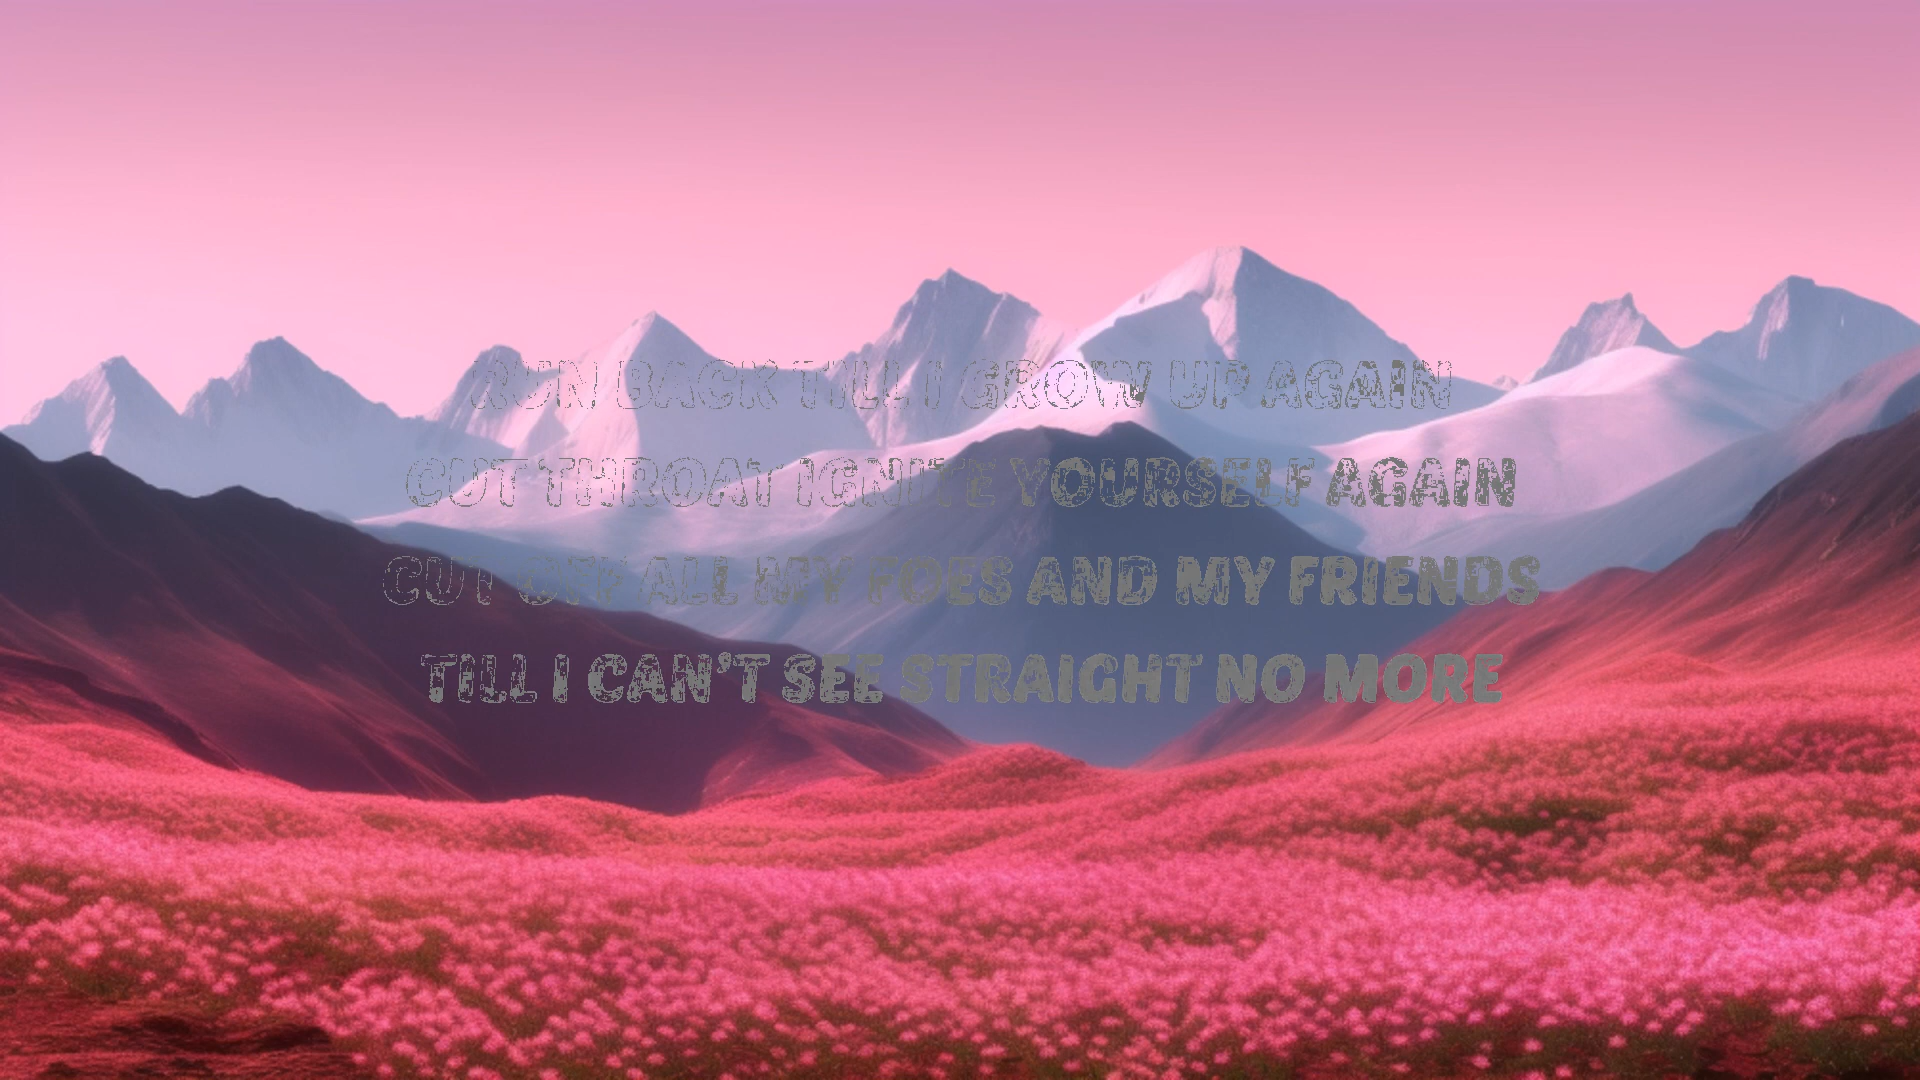 RUN BACK TILL I GROW UP AGAIN
CUT THROAT IGNITE YOURSELF AGAIN
CUT OFF ALL MY FOES AND MY FRIENDS
TILL I CAN'T SEE STRAIGHT NO MORE